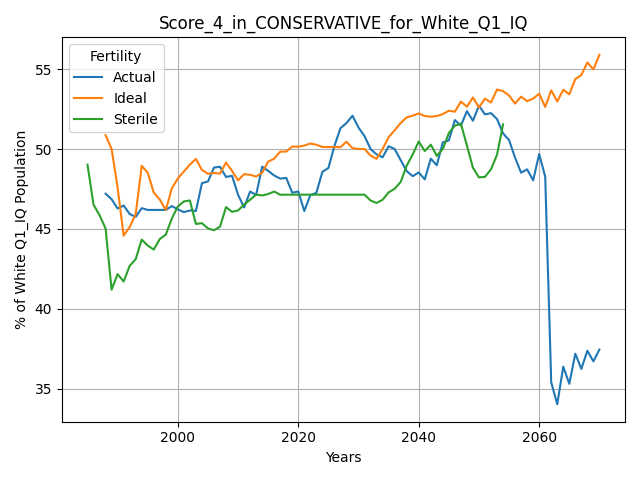 Score_4_in_CONSERVATIVE_for_White_Q1_IQ
Fertility
Actual
Ideal
Sterile
% of White Q1_IQ Population
55
50
45
40
35
2000
2020
2040
2060
Years